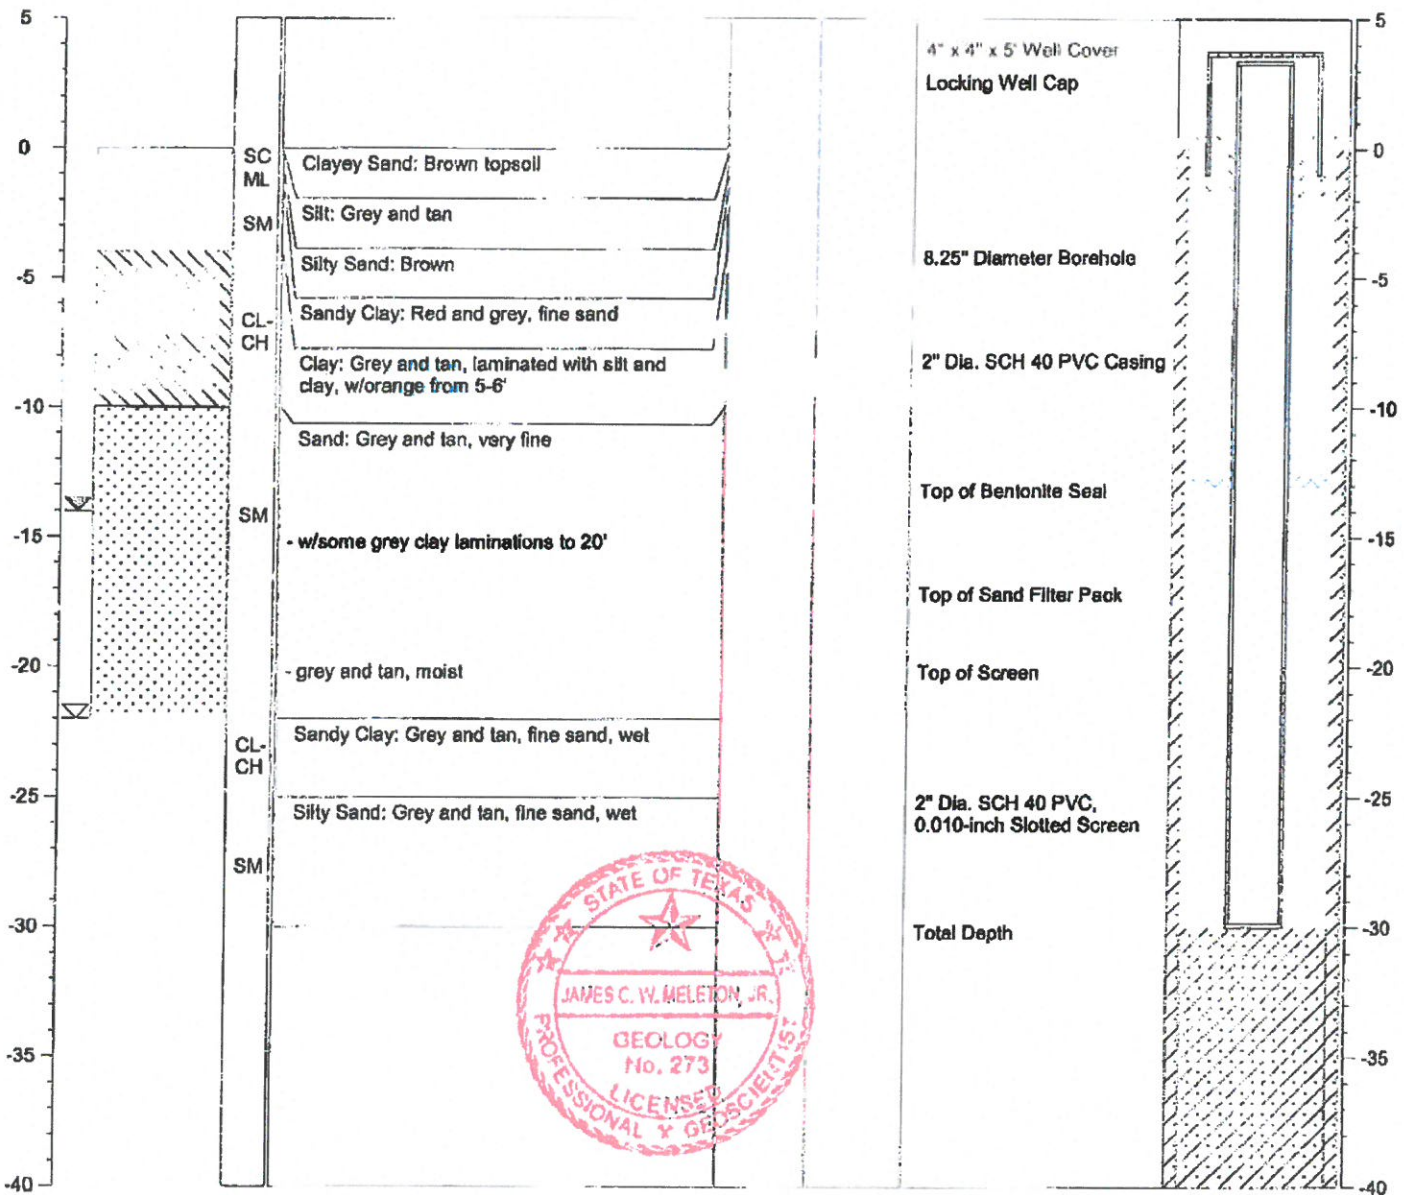 5
0
-5
-10
-15
-20
-25
-30
-35
-40
SC
ML
SM
CL-
CH
SM
CL-
CH
SM
Clayey Sand: Brown topsoil
Silt: Grey and tan
Silty Sand: Brown
Sandy Clay: Red and grey, fine sand
Clay: Grey and tan, laminated with silt and
clay, w/orange from 5-6'
Sand: Grey and tan, very fine
- w/some grey clay laminations to 20'
- grey and tan, moist
Sandy Clay: Grey and tan, fine sand, wet
Silty Sand: Grey and tan, fine sand, wet
STATE OF TEXAS
JAMES C. W. MELETON, JR.
GEOLOGY
No. 273
LICENSED
PROFESSIONAL GEOSCIENTIST
4" x 4" x 5' Well Cover
Locking Well Cap
8.25" Diameter Borehole
2" Dia. SCH 40 PVC Casing
Top of Bentonite Seal
Top of Sand Filter Pack
Top of Screen
2" Dia. SCH 40 PVC,
0.010-inch Slotted Screen
Total Depth
5
0
-5
-10
-15
-20
-25
-30
-35
-40